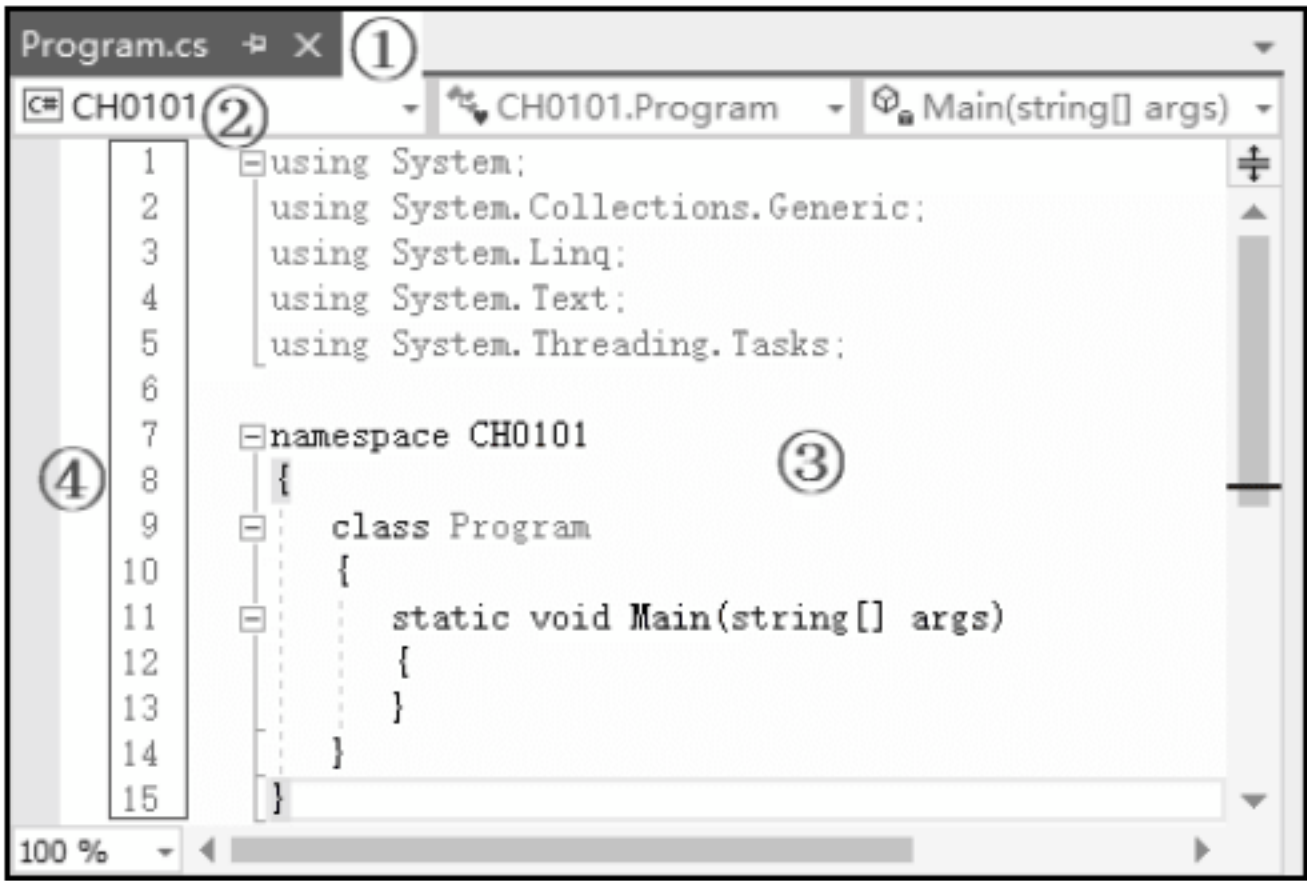 Program.cs ①
C# CH0101 ② CH0101.Program Main(string[] args)
1 using System;
2 using System.Collections.Generic;
3 using System.Linq;
4 using System.Text;
5 using System.Threading.Tasks;
6
7 namespace CH0101
③
④ 8 {
9 class Program
10 {
11 static void Main(string[] args)
12 {
13 }
14 }
15 }
100 %